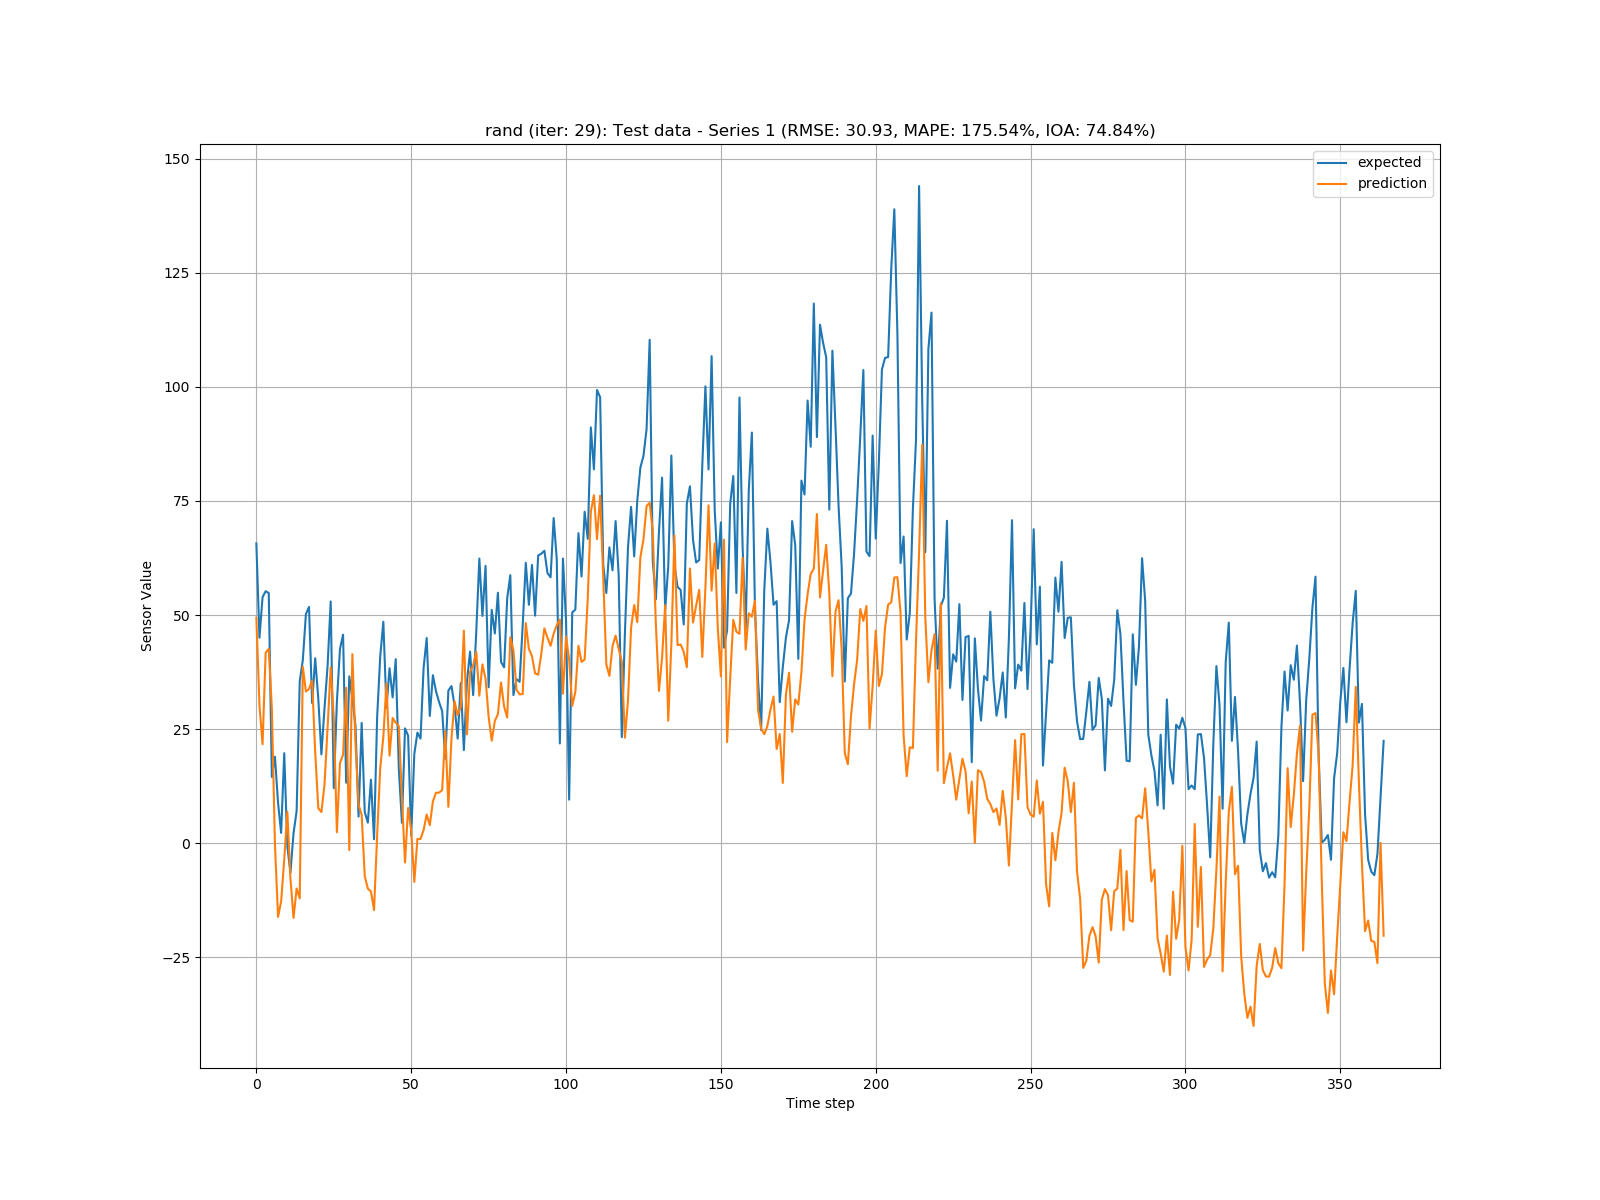 rand (iter: 29): Test data - Series 1 (RMSE: 30.93, MAPE: 175.54%, IOA: 74.84%)
expected
prediction
150
125
100
75
50
25
0
−25
Sensor Value
0 50 100 150 200 250 300 350
Time step